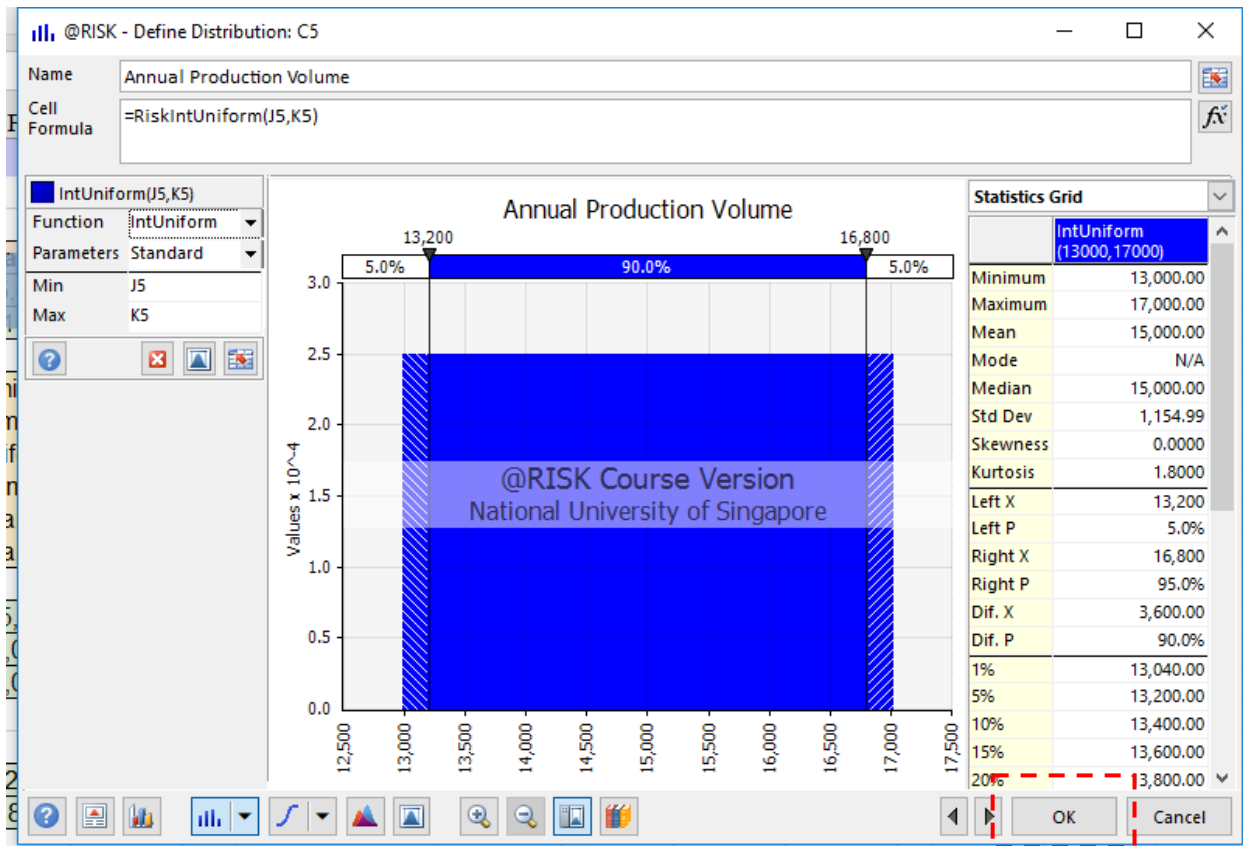 @RISK - Define Distribution: C5
Name Annual Production Volume
Cell Formula =RiskIntUniform(J5,K5)
IntUniform(J5,K5)
Function IntUniform
Parameters Standard
Min J5
Max K5
Annual Production Volume
13,200 16,800
5.0% 90.0% 5.0%
3.0
2.5
2.0
1.5
1.0
0.5
0.0
Values x 10^-4
@RISK Course Version
National University of Singapore
12,500 13,000 13,500 14,000 14,500 15,000 15,500 16,000 16,500 17,000 17,500
Statistics Grid
IntUniform
(13000,17000)
Minimum 13,000.00
Maximum 17,000.00
Mean 15,000.00
Mode N/A
Median 15,000.00
Std Dev 1,154.99
Skewness 0.0000
Kurtosis 1.8000
Left X 13,200
Left P 5.0%
Right X 16,800
Right P 95.0%
Dif. X 3,600.00
Dif. P 90.0%
1% 13,040.00
5% 13,200.00
10% 13,400.00
15% 13,600.00
20% 13,800.00
OK Cancel